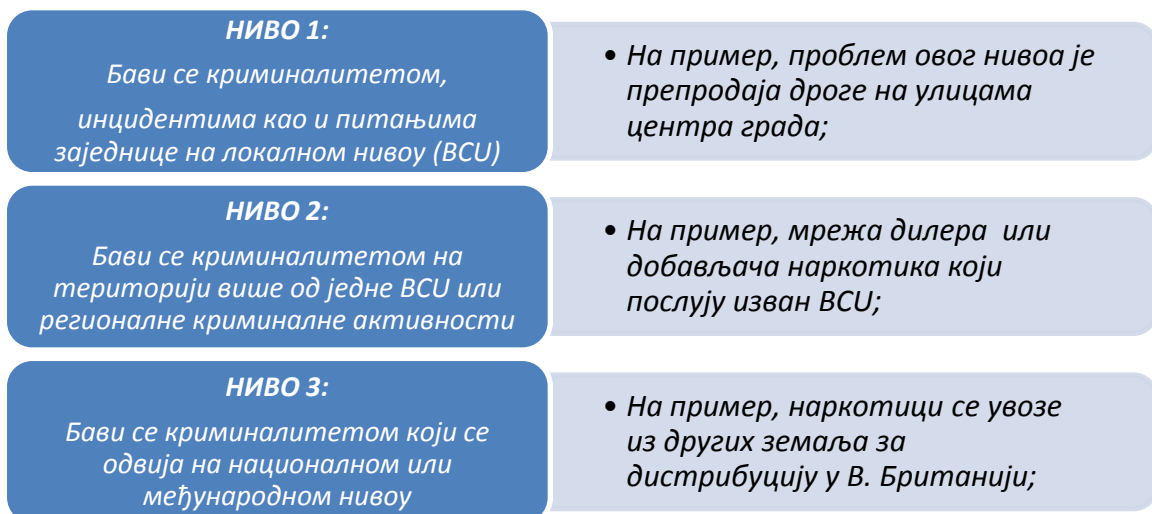 НИВО 1:
Бави се криминалитетом,
инцидентима као и питањима
заједнице на локалном нивоу (BCU)
• На пример, проблем овог нивоа је
препродаја дроге на улицама
центра града;
НИВО 2:
Бави се криминалитетом на
територији више од једне BCU или
регионалне криминалне активности
• На пример, мрежа дилера или
добављача наркотика који
послују изван BCU;
НИВО 3:
Бави се криминалитетом који се
одвија на националном или
међународном нивоу
• На пример, наркотици се увозе
из других земаља за
дистрибуцију у В. Британији;